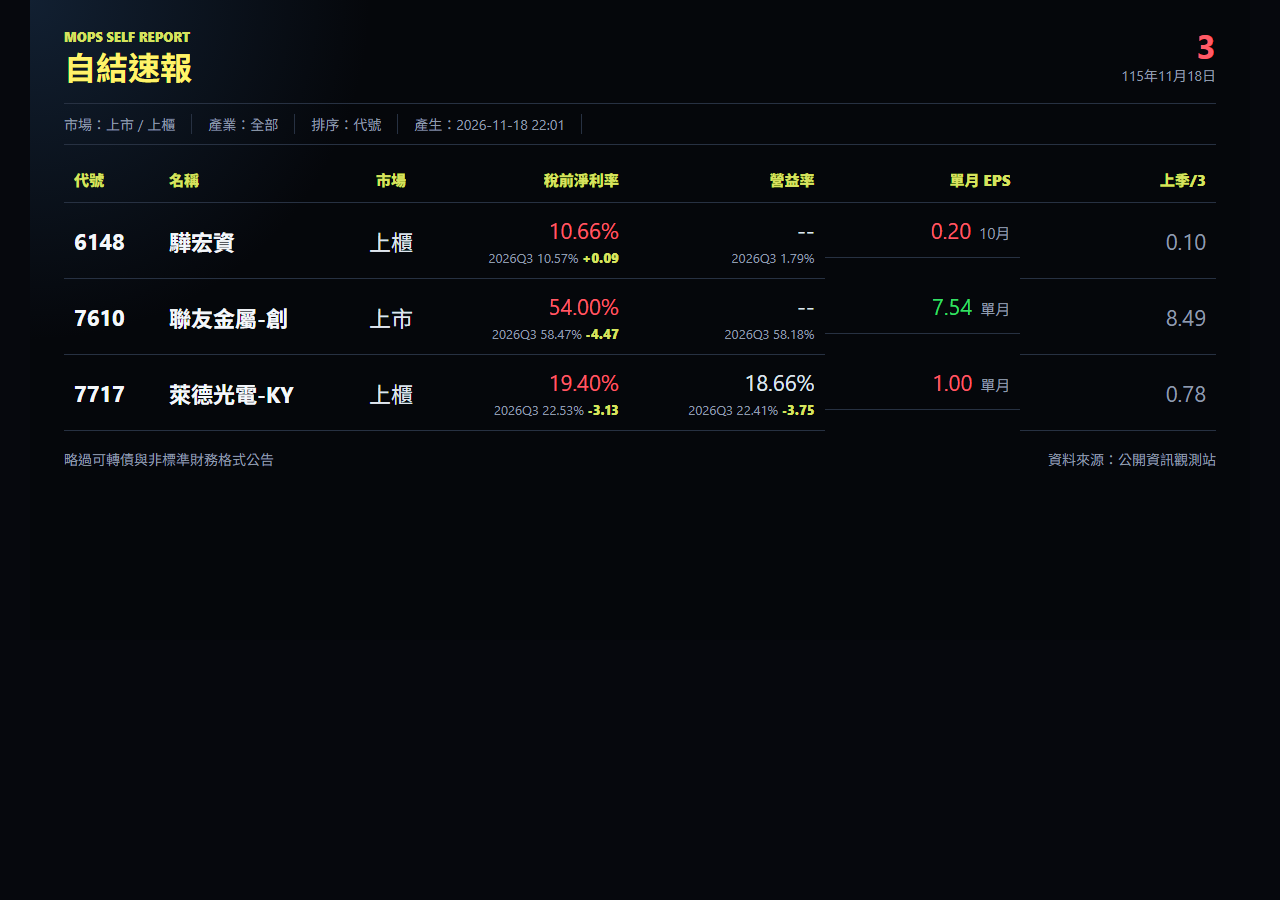 MOPS SELF REPORT
自結速報
3
115年11月18日
市場：上市 / 上櫃 產業：全部 排序：代號 產生：2026-11-18 22:01
代號 名稱 市場 稅前淨利率 營益率 單月 EPS 上季/3
6148 驊宏資 上櫃 10.66% -- 0.20 10月 0.10
2026Q3 10.57% +0.09 2026Q3 1.79%
7610 聯友金屬-創 上市 54.00% -- 7.54 單月 8.49
2026Q3 58.47% -4.47 2026Q3 58.18%
7717 萊德光電-KY 上櫃 19.40% 18.66% 1.00 單月 0.78
2026Q3 22.53% -3.13 2026Q3 22.41% -3.75
略過可轉債與非標準財務格式公告 資料來源：公開資訊觀測站